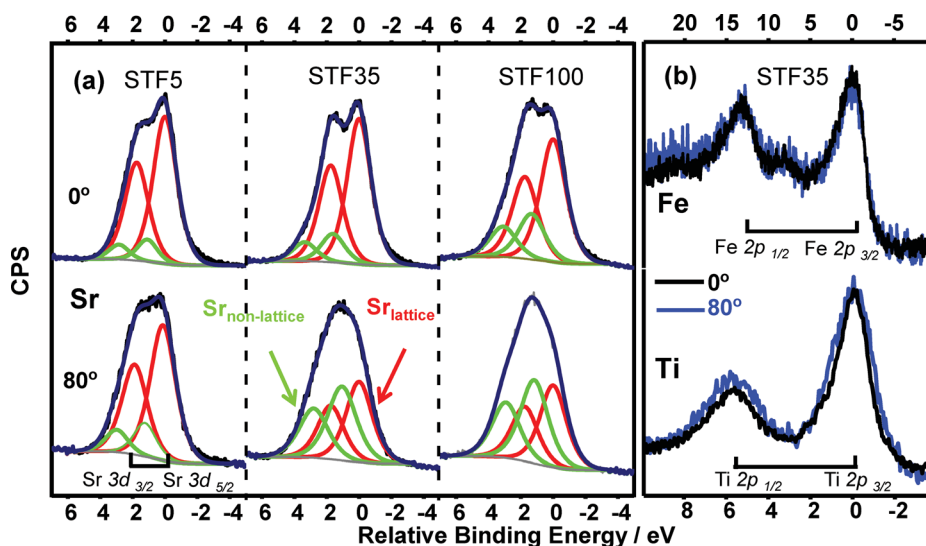 6 4 2 0 -2 -4 6 4 2 0 -2 -4 6 4 2 0 -2 -4
20 15 10 5 0 -5
(a) STF5 STF35 STF100
(b) STF35
0º
Fe
Fe 2p 1/2 Fe 2p 3/2
CPS
Sr
Sr non-lattice Sr lattice
80º
Sr 3d 3/2 Sr 3d 5/2
0º
80º
Ti
Ti 2p 1/2 Ti 2p 3/2
6 4 2 0 -2 -4 6 4 2 0 -2 -4 6 4 2 0 -2 -4
8 6 4 2 0 -2
Relative Binding Energy / eV